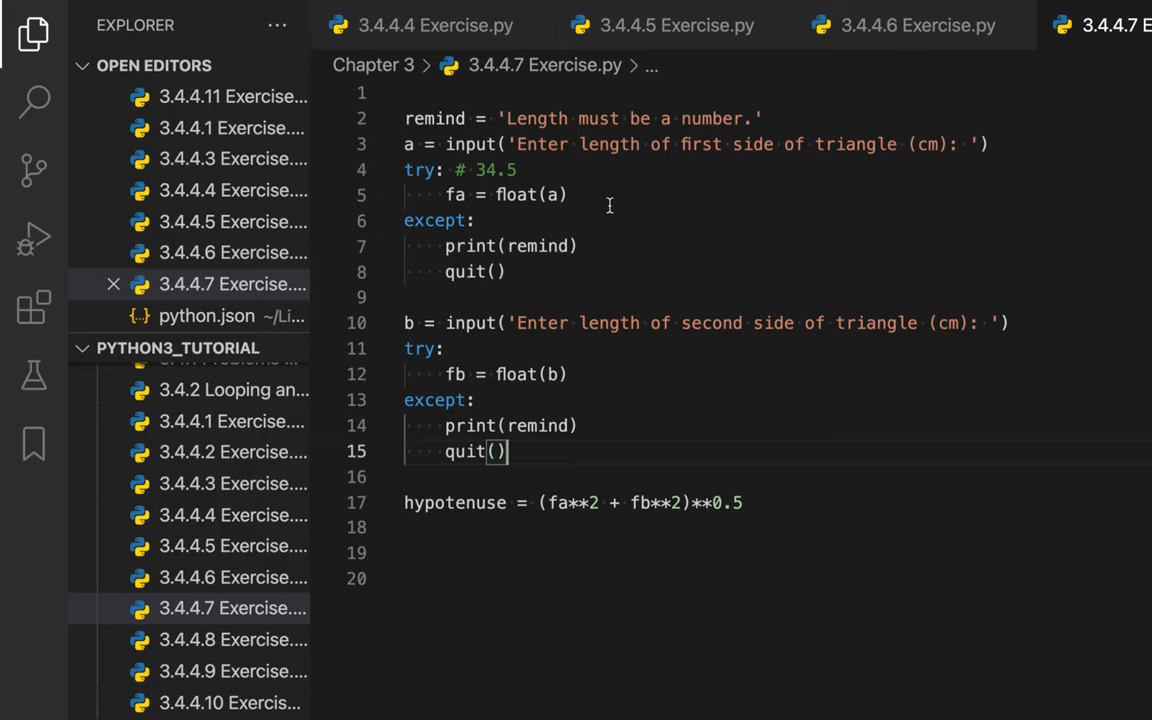 EXPLORER
···
OPEN EDITORS
3.4.4.11 Exercise...
3.4.4.1 Exercise....
3.4.4.3 Exercise....
3.4.4.4 Exercise....
3.4.4.5 Exercise....
3.4.4.6 Exercise....
3.4.4.7 Exercise....
{..} python.json ~/Li...
PYTHON3_TUTORIAL
3.4.2 Looping an...
3.4.4.1 Exercise....
3.4.4.2 Exercise....
3.4.4.3 Exercise....
3.4.4.4 Exercise....
3.4.4.5 Exercise....
3.4.4.6 Exercise....
3.4.4.7 Exercise....
3.4.4.8 Exercise....
3.4.4.9 Exercise....
3.4.4.10 Exercis...
3.4.4.4 Exercise.py
3.4.4.5 Exercise.py
3.4.4.6 Exercise.py
3.4.4.7 E
Chapter 3 > 3.4.4.7 Exercise.py > ...
1
2 remind = 'Length must be a number.'
3 a = input('Enter length of first side of triangle (cm): ')
4 try: # 34.5
5 fa = float(a)
6 except:
7 print(remind)
8 quit()
9
10 b = input('Enter length of second side of triangle (cm): ')
11 try:
12 fb = float(b)
13 except:
14 print(remind)
15 quit()
16
17 hypotenuse = (fa**2 + fb**2)**0.5
18
19
20